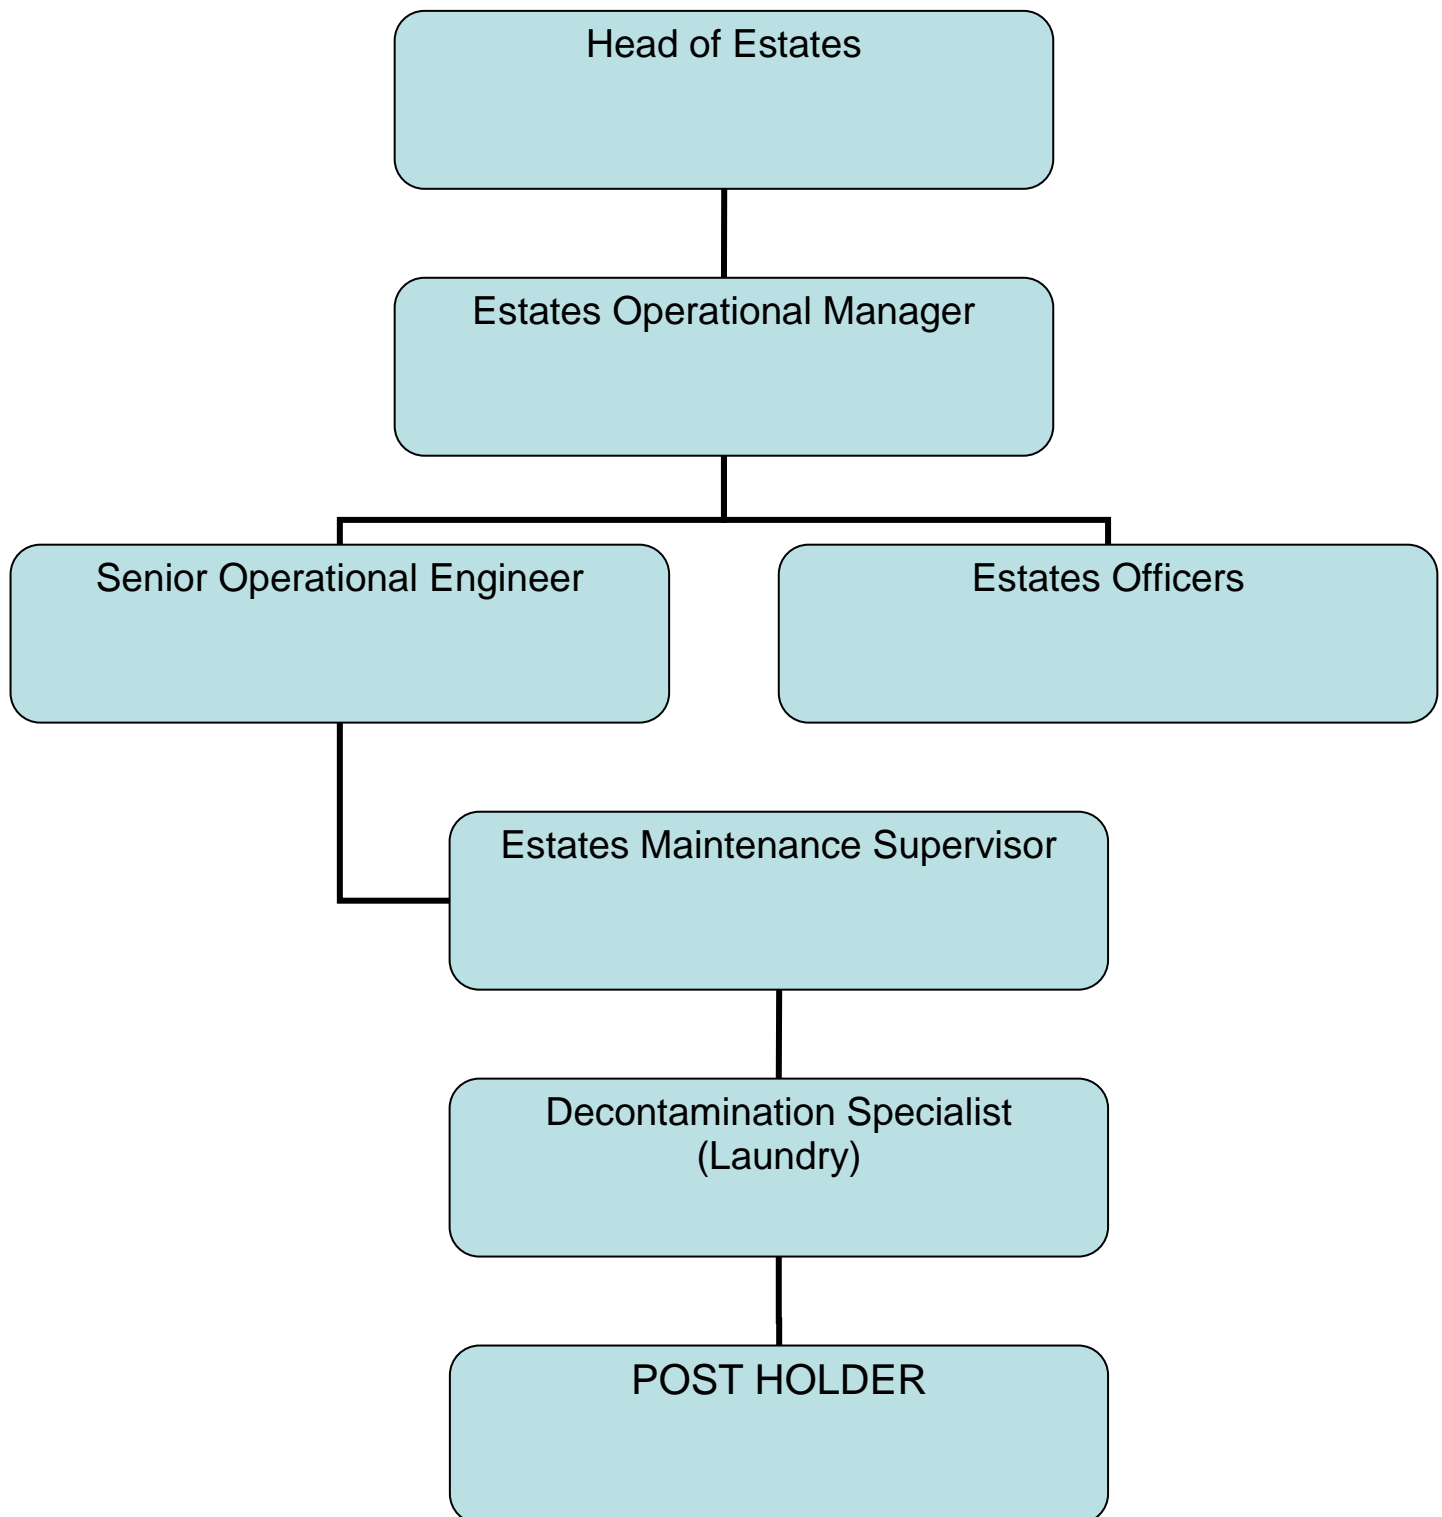 Head of Estates
Estates Operational Manager
Senior Operational Engineer
Estates Officers
Estates Maintenance Supervisor
Decontamination Specialist
(Laundry)
POST HOLDER